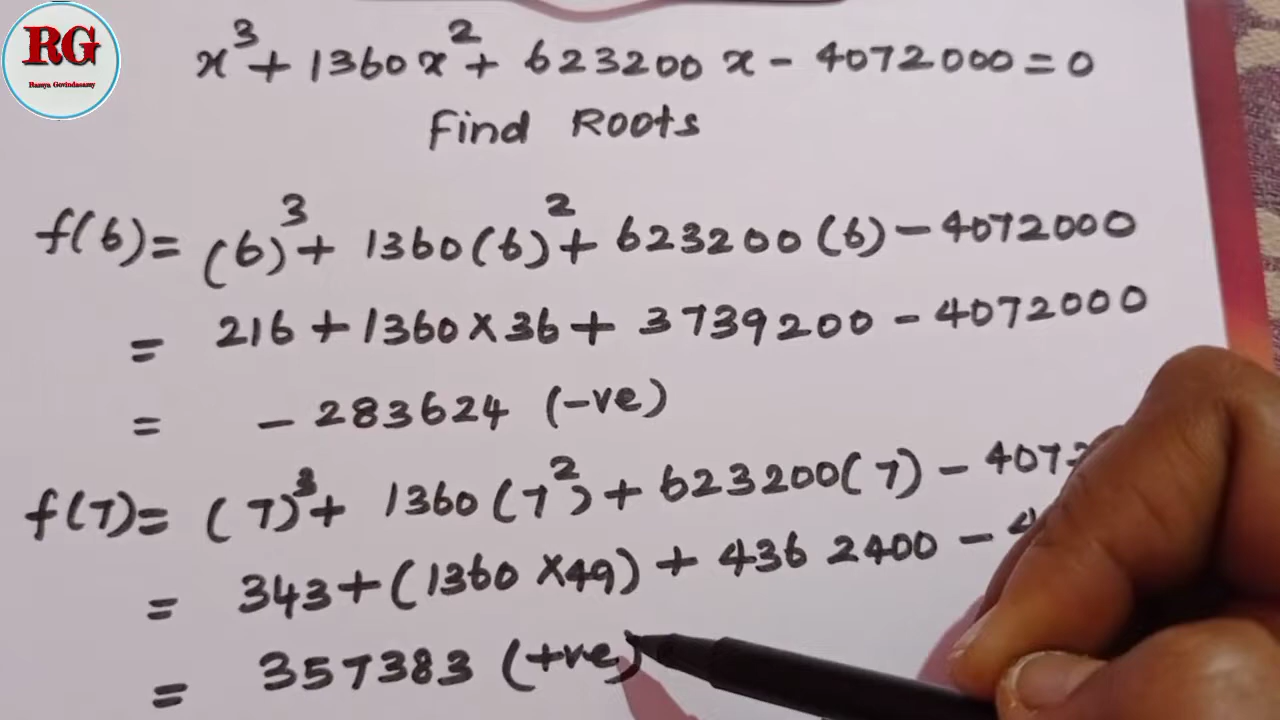 RG
Ramya Govindasamy
x³ + 1360x² + 623200x - 4072000 = 0
Find Roots
f(6) = (6)³ + 1360(6)² + 623200(6) - 4072000
= 216 + 1360 × 36 + 3739200 - 4072000
= - 283624 (-ve)
f(7) = (7)³ + 1360(7²) + 623200(7) - 407
= 343 + (1360 × 49) + 4362400 -
= 357383 (+ve)